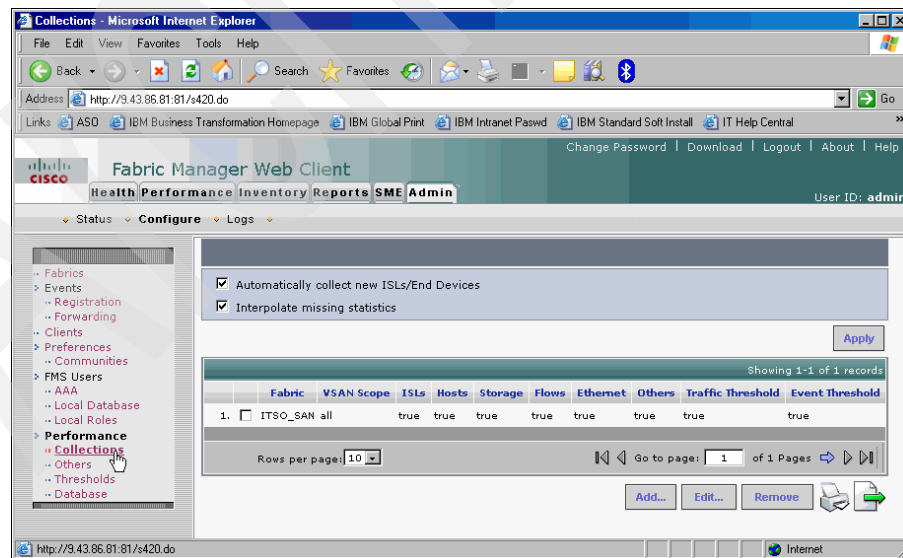 Collections - Microsoft Internet Explorer
File Edit View Favorites Tools Help
Back Search Favorites
Address http://9.43.86.81:81/s420.do Go
Links ASO IBM Business Transformation Homepage IBM Global Print IBM Intranet Paswd IBM Standard Soft Install IT Help Central »
Change Password | Download | Logout | About | Help
CISCO
Fabric Manager Web Client
Health Performance Inventory Reports SME Admin
User ID: admin
Status Configure Logs
Fabrics
Events
Registration
Forwarding
Clients
Preferences
Communities
FMS Users
AAA
Local Database
Local Roles
Performance
Collections
Others
Thresholds
Database
Automatically collect new ISLs/End Devices
Interpolate missing statistics
Apply
Showing 1-1 of 1 records
Fabric VSAN Scope ISLs Hosts Storage Flows Ethernet Others Traffic Threshold Event Threshold
1. ITSO_SAN all true true true true true true true true
Rows per page: 10 Go to page: 1 of 1 Pages
Add... Edit... Remove
http://9.43.86.81:81/s420.do Internet